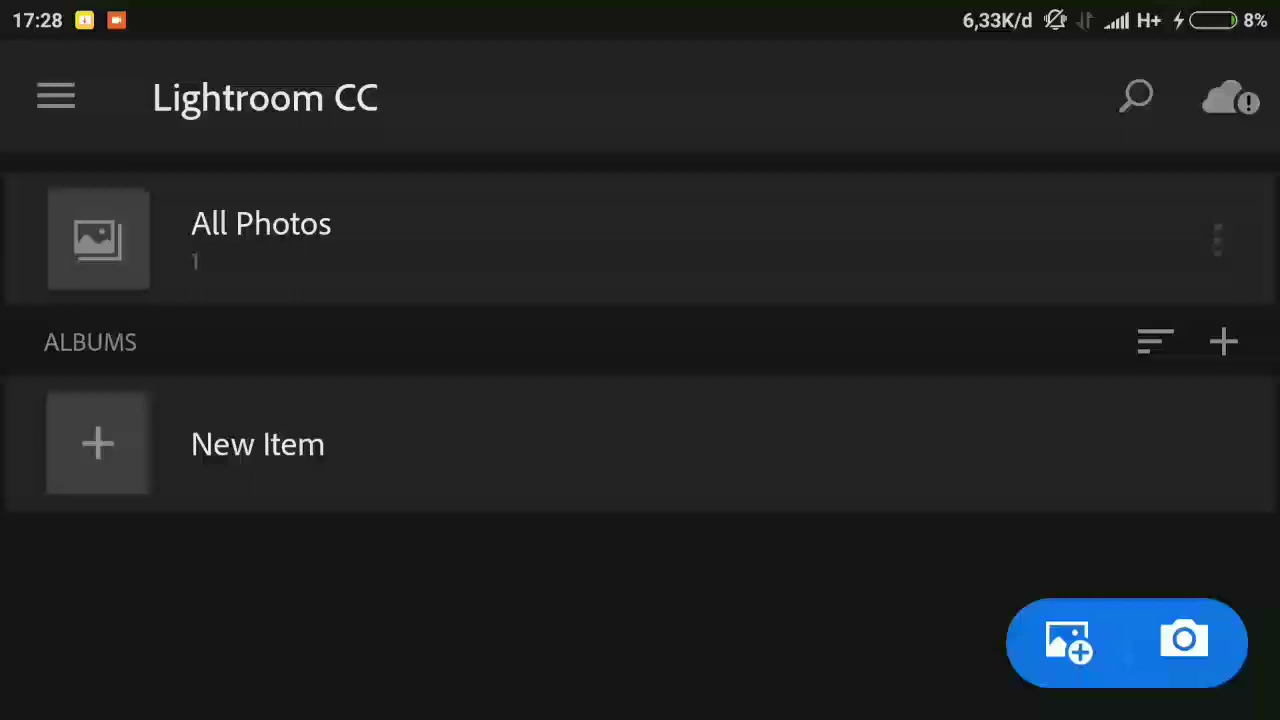 17:28 6,33K/d H+ 8%
Lightroom CC
All Photos
1
ALBUMS
New Item